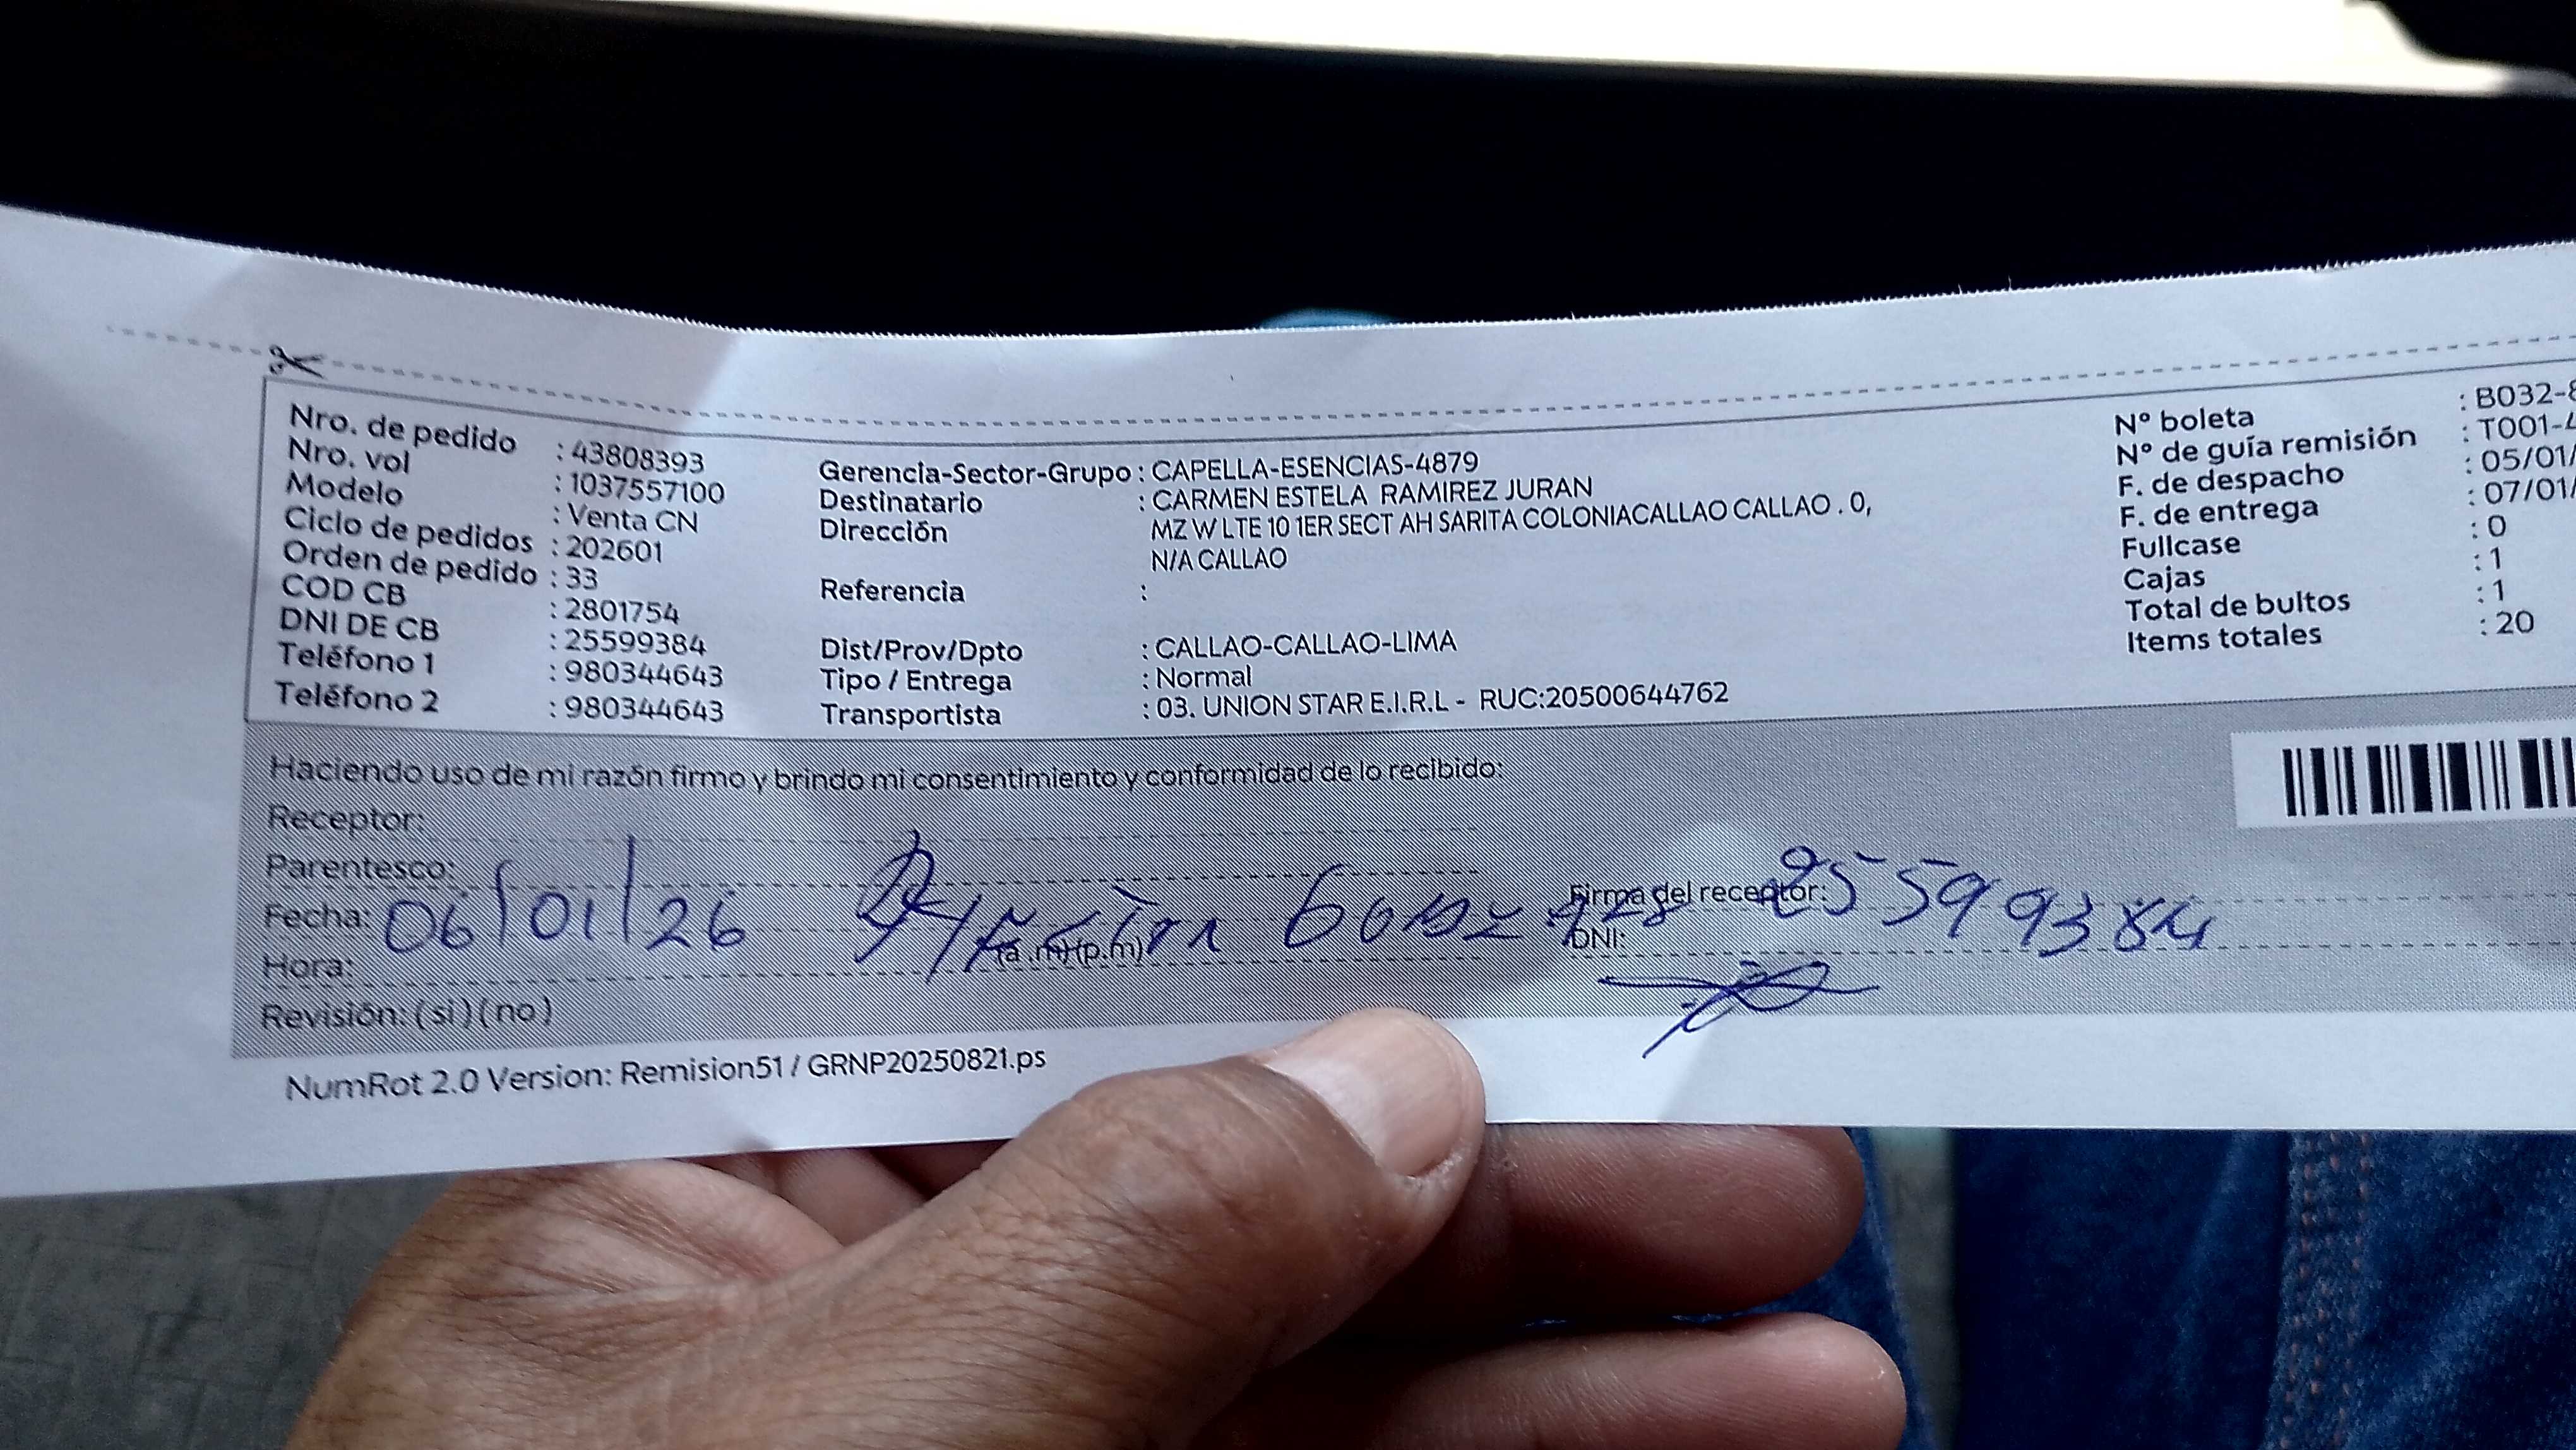 Nro. de pedido : 43808393
Nro. vol : 1037557100
Modelo : Venta CN
Ciclo de pedidos : 202601
Orden de pedido : 33
COD CB : 2801754
DNI DE CB : 25599384
Teléfono 1 : 980344643
Teléfono 2 : 980344643
Gerencia-Sector-Grupo : CAPELLA-ESENCIAS-4879
Destinatario : CARMEN ESTELA RAMIREZ JURAN
Dirección : MZ W LTE 10 1ER SECT AH SARITA COLONIACALLAO CALLAO . 0,
N/A CALLAO
Referencia :
Dist/Prov/Dpto : CALLAO-CALLAO-LIMA
Tipo / Entrega : Normal
Transportista : 03. UNION STAR E.I.R.L - RUC:20500644762
N° boleta : B032-8
N° de guía remisión : T001-4
F. de despacho : 05/01/
F. de entrega : 07/01/
Fullcase : 0
Cajas : 1
Total de bultos : 1
Items totales : 20
Haciendo uso de mi razón firmo y brindo mi consentimiento y conformidad de lo recibido:
Receptor:
Parentesco:
Fecha: 06/01/26
Hora: (a.m)(p.m)
Revisión: (si) (no)
Firma del receptor: 25599384
DNI:
NumRot 2.0 Version: Remision51 / GRNP20250821.ps